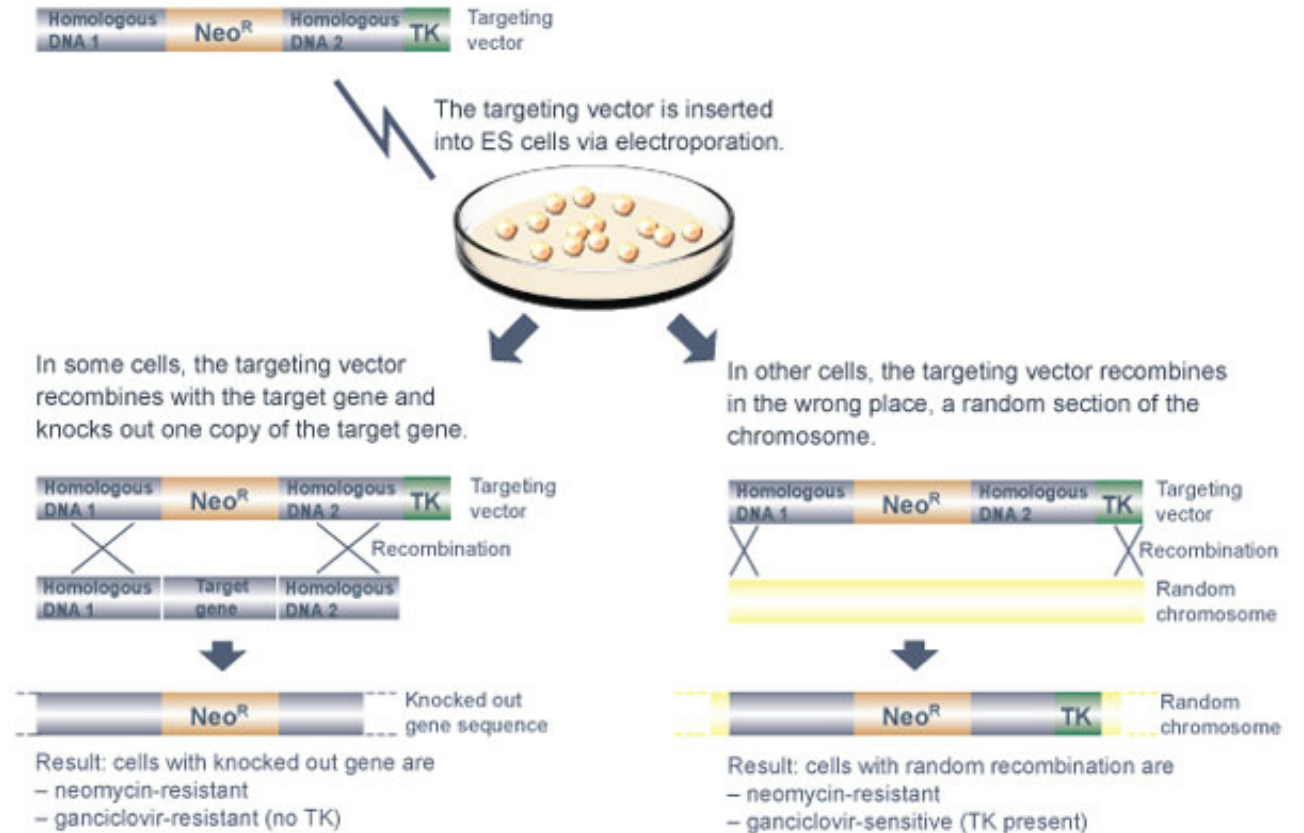 Homologous DNA 1 Neo^R Homologous DNA 2 TK Targeting vector
The targeting vector is inserted
into ES cells via electroporation.
In some cells, the targeting vector
recombines with the target gene and
knocks out one copy of the target gene.
Homologous DNA 1 Neo^R Homologous DNA 2 TK Targeting vector
Recombination
Homologous DNA 1 Target gene Homologous DNA 2
Neo^R Knocked out gene sequence
Result: cells with knocked out gene are
– neomycin-resistant
– ganciclovir-resistant (no TK)
In other cells, the targeting vector recombines
in the wrong place, a random section of the
chromosome.
Homologous DNA 1 Neo^R Homologous DNA 2 TK Targeting vector
Recombination
Random chromosome
Neo^R TK Random chromosome
Result: cells with random recombination are
– neomycin-resistant
– ganciclovir-sensitive (TK present)